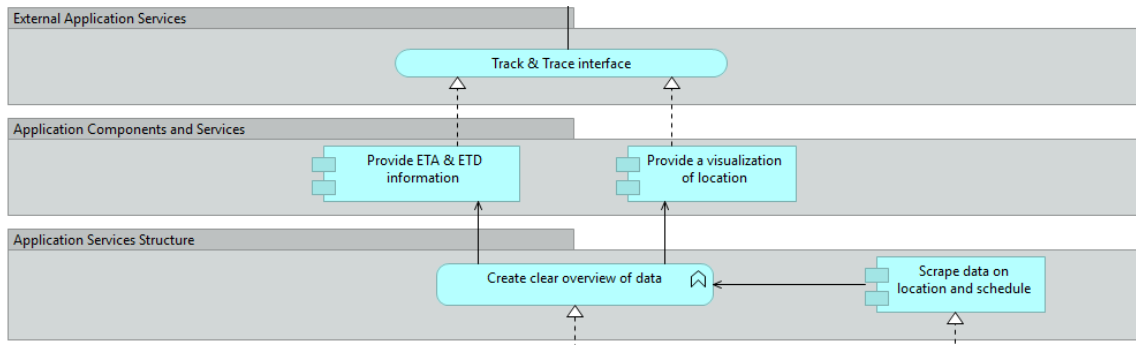 External Application Services
Track & Trace interface
Application Components and Services
Provide ETA & ETD
information
Provide a visualization
of location
Application Services Structure
Create clear overview of data
Scrape data on
location and schedule